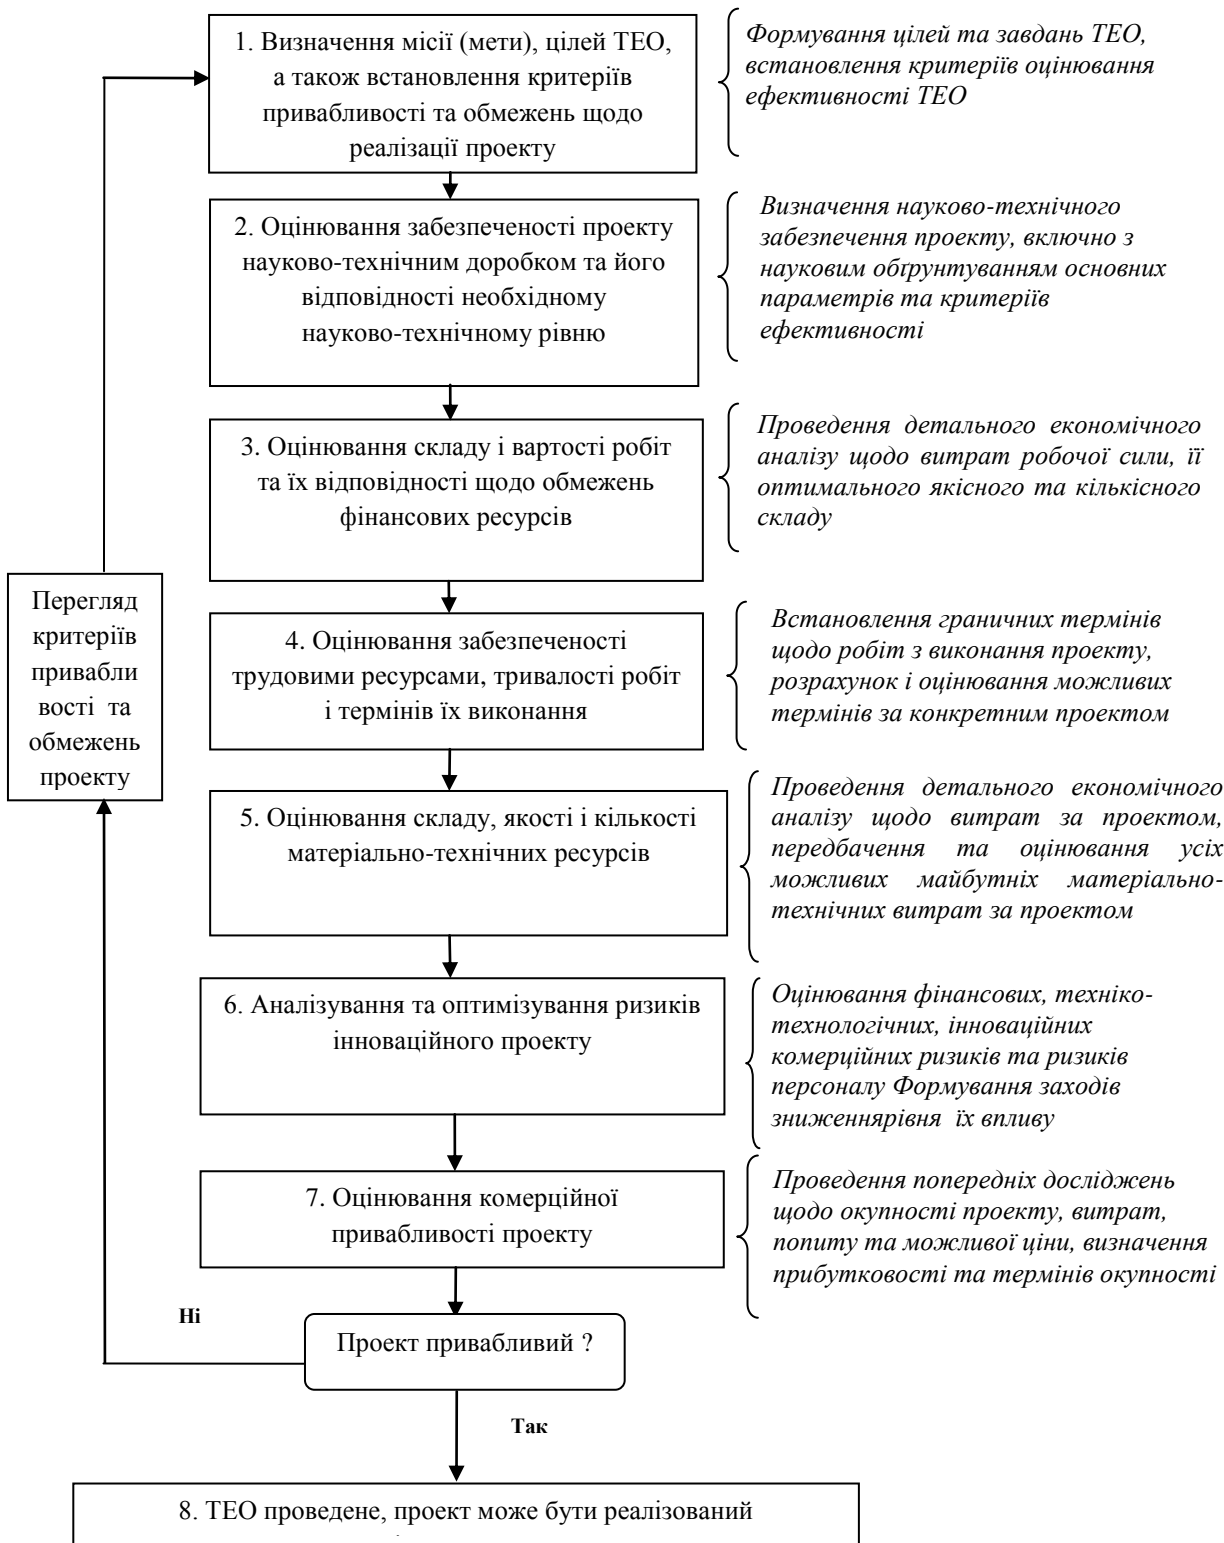 1. Визначення місії (мети), цілей ТЕО,
а також встановлення критеріїв
привабливості та обмежень щодо
реалізації проекту
Формування цілей та завдань ТЕО,
встановлення критеріїв оцінювання
ефективності ТЕО
2. Оцінювання забезпеченості проекту
науково-технічним доробком та його
відповідності необхідному
науково-технічному рівню
Визначення науково-технічного
забезпечення проекту, включно з
науковим обґрунтуванням основних
параметрів та критеріїв
ефективності
3. Оцінювання складу і вартості робіт
та їх відповідності щодо обмежень
фінансових ресурсів
Проведення детального економічного
аналізу щодо витрат робочої сили, її
оптимального якісного та кількісного
складу
Перегляд
критеріїв
привабли
вості та
обмежень
проекту
4. Оцінювання забезпеченості
трудовими ресурсами, тривалості робіт
і термінів їх виконання
Встановлення граничних термінів
щодо робіт з виконання проекту,
розрахунок і оцінювання можливих
термінів за конкретним проектом
5. Оцінювання складу, якості і кількості
матеріально-технічних ресурсів
Проведення детального економічного
аналізу щодо витрат за проектом,
передбачення та оцінювання усіх
можливих майбутніх матеріально-
технічних витрат за проектом
6. Аналізування та оптимізування ризиків
інноваційного проекту
Оцінювання фінансових, техніко-
технологічних, інноваційних
комерційних ризиків та ризиків
персоналу Формування заходів
зниженнярівня їх впливу
7. Оцінювання комерційної
привабливості проекту
Проведення попередніх досліджень
щодо окупності проекту, витрат,
попиту та можливої ціни, визначення
прибутковості та термінів окупності
Ні
Проект привабливий ?
Так
8. ТЕО проведене, проект може бути реалізований